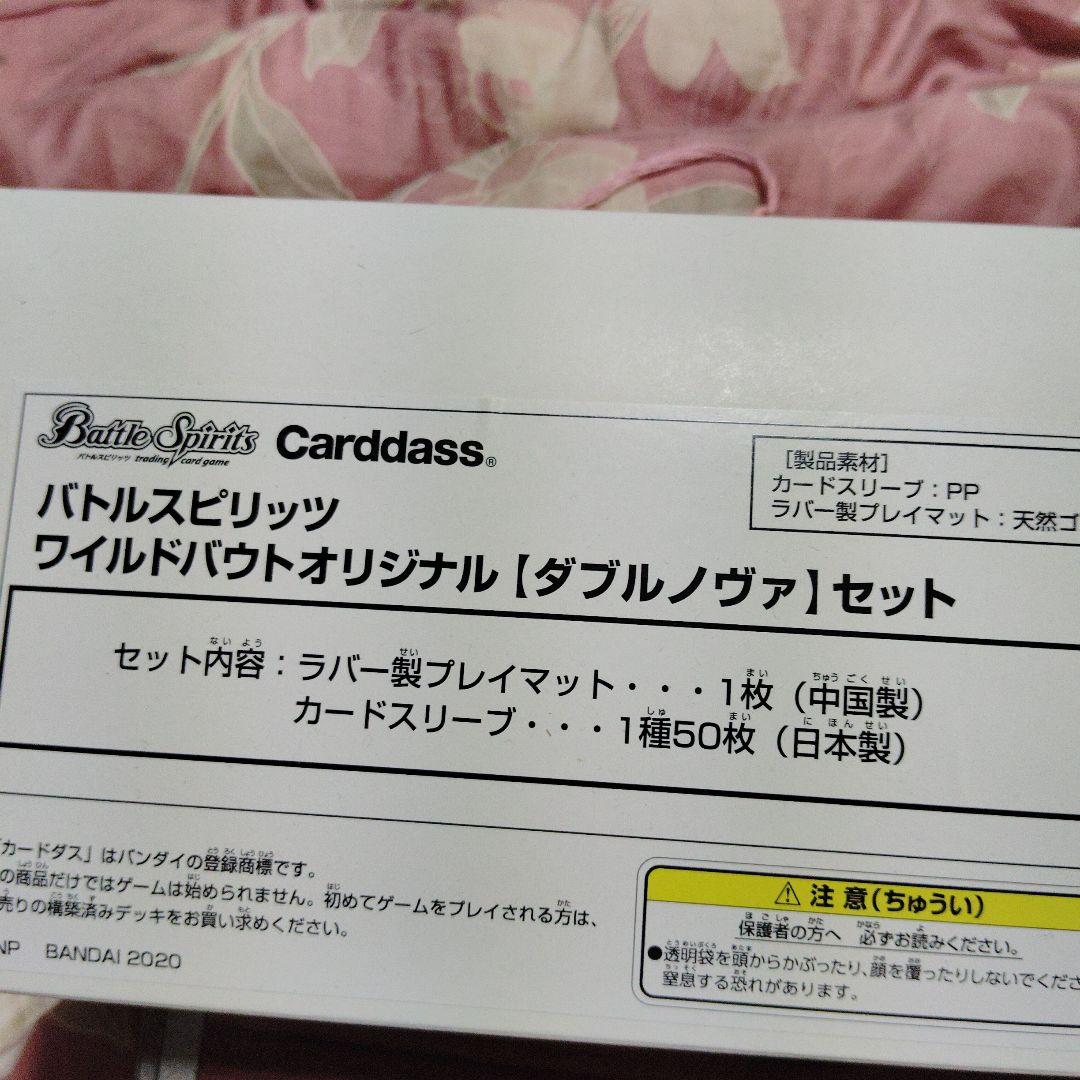 Battle Spirits
バトルスピリッツ trading card game
Carddass®
[製品素材]
カードスリーブ：PP
ラバー製プレイマット：天然ゴ
バトルスピリッツ
ワイルドバウトオリジナル【ダブルノヴァ】セット
セット内容：ラバー製プレイマット・・・1枚（中国製）
カードスリーブ・・・1種50枚（日本製）
カードダス」はバンダイの登録商標です。
の商品だけではゲームは始められません。初めてゲームをプレイされる方は、
売りの構築済みデッキをお買い求めください。
NP BANDAI 2020
⚠ 注意（ちゅうい）
保護者の方へ 必ずお読みください。
●透明袋を頭からかぶったり、顔を覆ったりしないでくださ
窒息する恐れがあります。